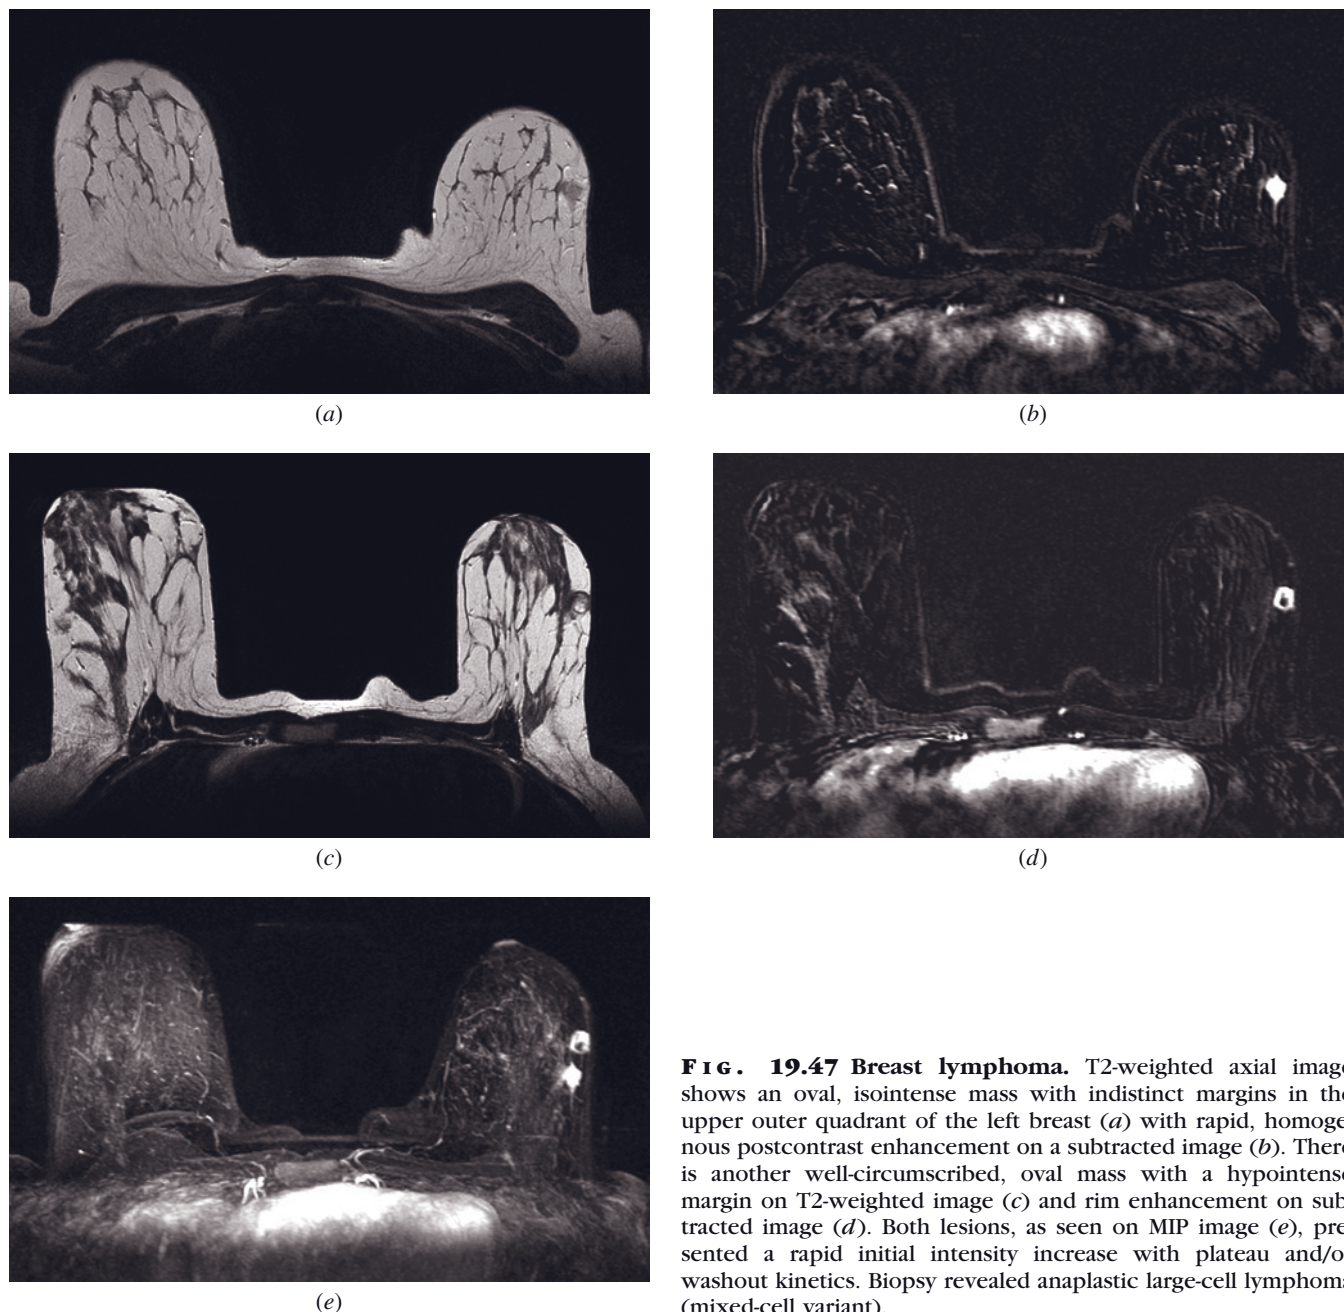 (a)
(b)
(c)
(d)
(e)
FIG. 19.47 Breast lymphoma. T2-weighted axial image
shows an oval, isointense mass with indistinct margins in the
upper outer quadrant of the left breast (a) with rapid, homoge
nous postcontrast enhancement on a subtracted image (b). There
is another well-circumscribed, oval mass with a hypointense
margin on T2-weighted image (c) and rim enhancement on sub
tracted image (d). Both lesions, as seen on MIP image (e), pre
sented a rapid initial intensity increase with plateau and/o
washout kinetics. Biopsy revealed anaplastic large-cell lymphoma
(mixed-cell variant).